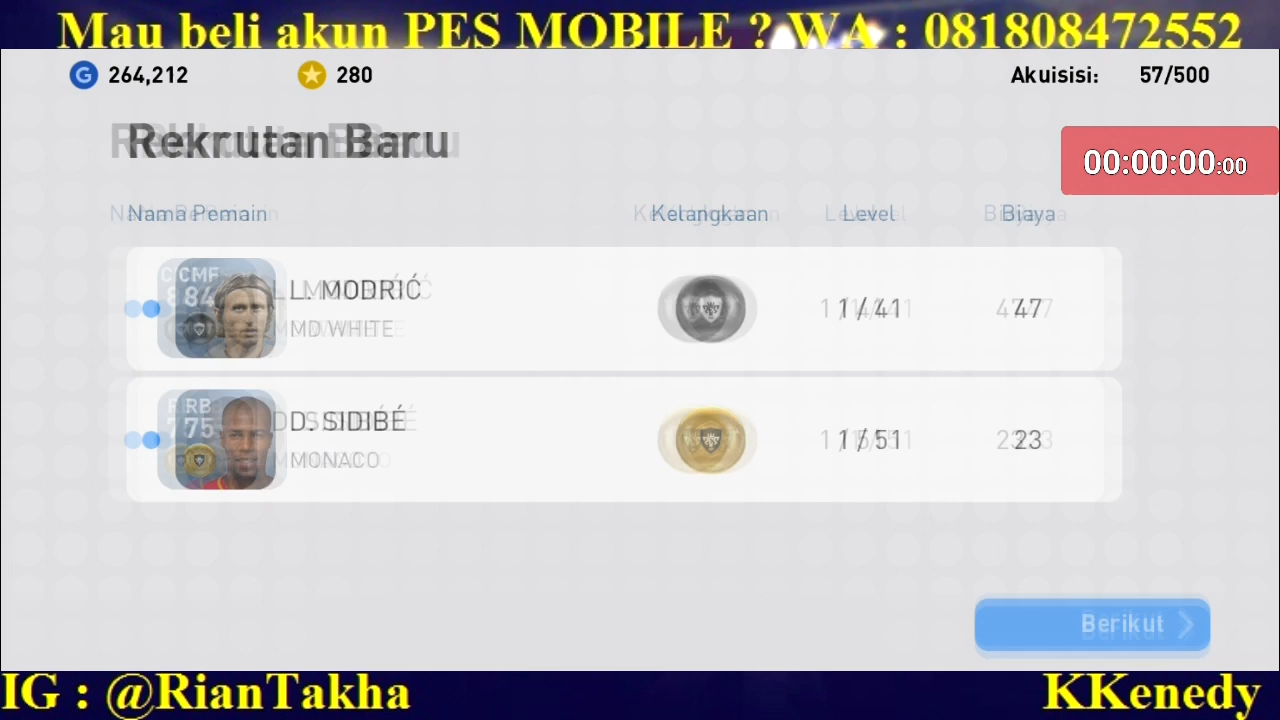 Mau beli akun PES MOBILE ? WA : 081808472552
G 264,212 280 Akuisisi: 57/500
Rekrutan Baru
00:00:00:00
Nama Pemain Kelangkaan Level Biaya
CMF
84
L. MODRIĆ
MD WHITE
1/41 47
RB
75
D. SIDIBÉ
MONACO
1/51 23
Berikut
IG : @RianTakha KKenedy